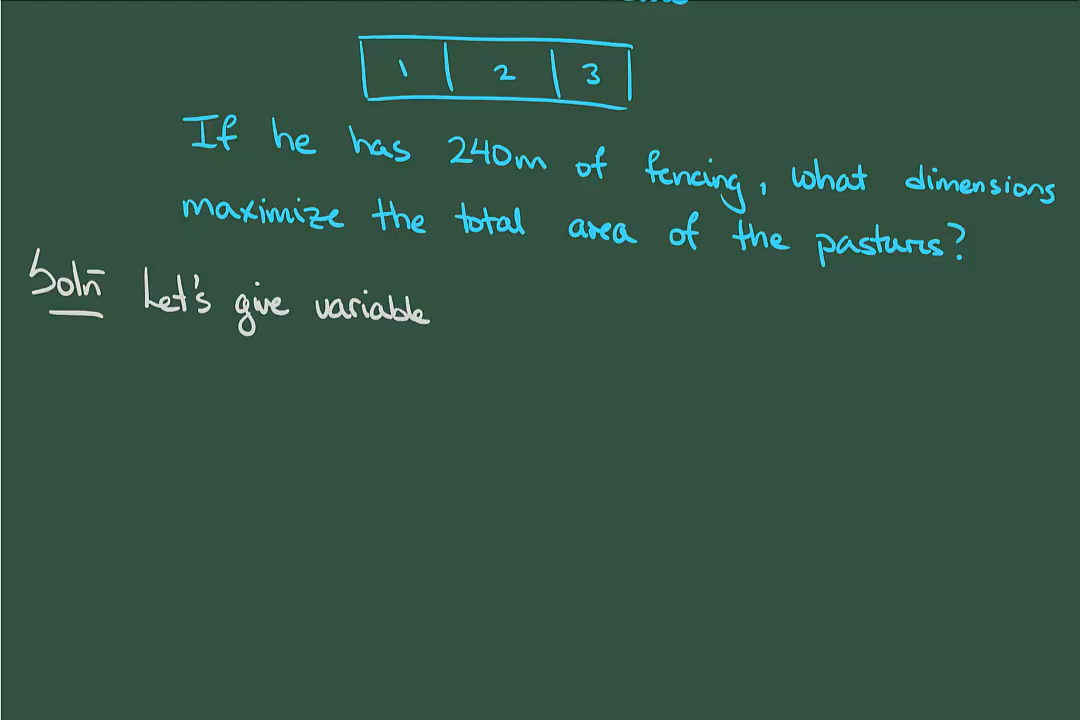 1 2 3
If he has 240m of fencing, what dimensions
maximize the total area of the pastures?
Soln Let's give variable